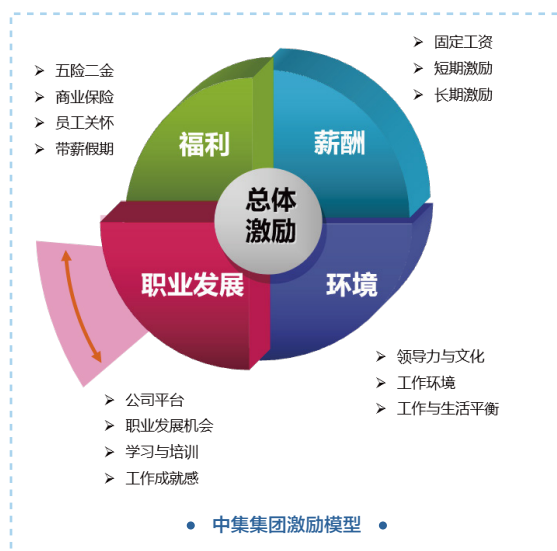 五险二金
商业保险
员工关怀
带薪假期
固定工资
短期激励
长期激励
福利
薪酬
总体
激励
职业发展
环境
领导力与文化
工作环境
工作与生活平衡
公司平台
职业发展机会
学习与培训
工作成就感
中集集团激励模型